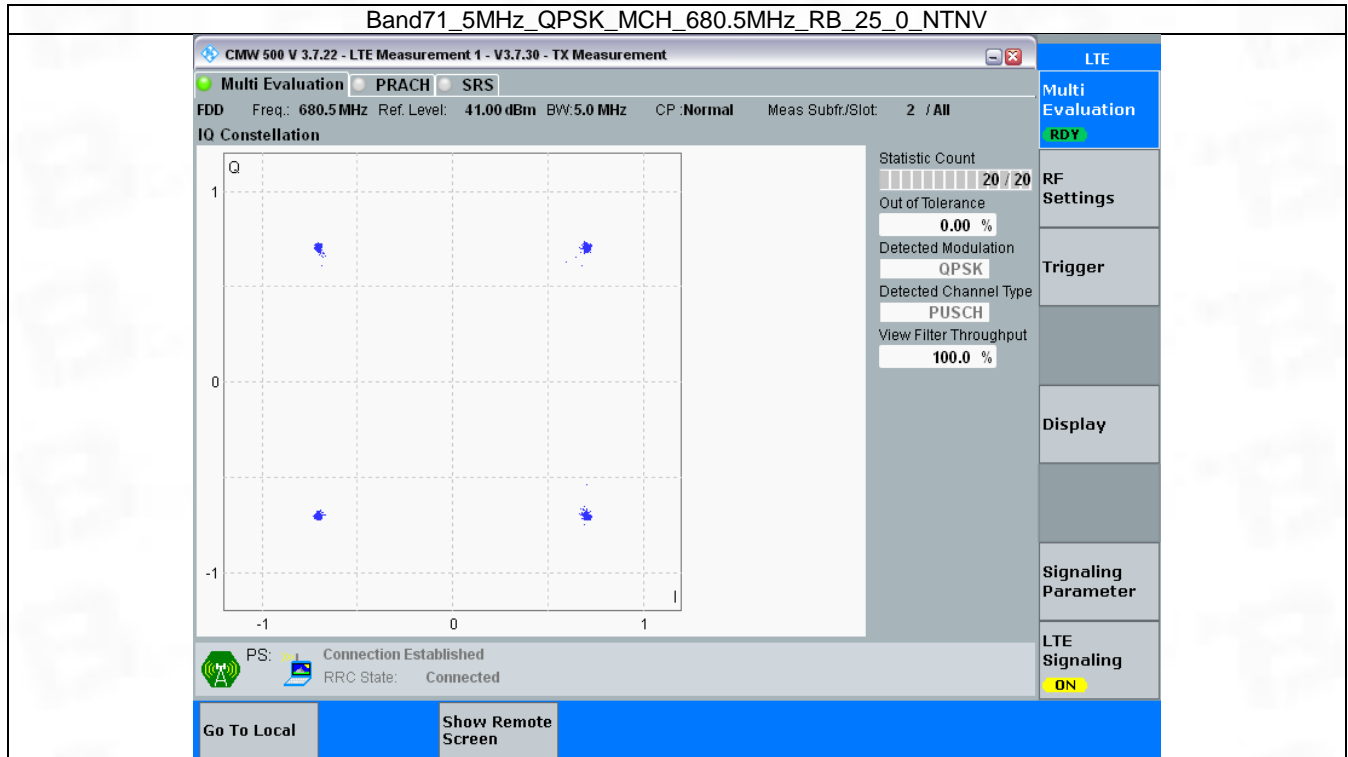 Band71_5MHz_QPSK_MCH_680.5MHz_RB_25_0_NTNV
CMW 500 V 3.7.22 - LTE Measurement 1 - V3.7.30 - TX Measurement
Multi Evaluation PRACH SRS
FDD Freq.: 680.5 MHz Ref. Level: 41.00 dBm BW:5.0 MHz CP :Normal Meas Subfr./Slot: 2 / All
IQ Constellation
Q
1
0
-1
I
-1 0 1
Statistic Count
20 / 20
Out of Tolerance
0.00 %
Detected Modulation
QPSK
Detected Channel Type
PUSCH
View Filter Throughput
100.0 %
PS: Connection Established
RRC State: Connected
LTE
Multi
Evaluation
RDY
RF
Settings
Trigger
Display
Signaling
Parameter
LTE
Signaling
ON
Go To Local
Show Remote
Screen